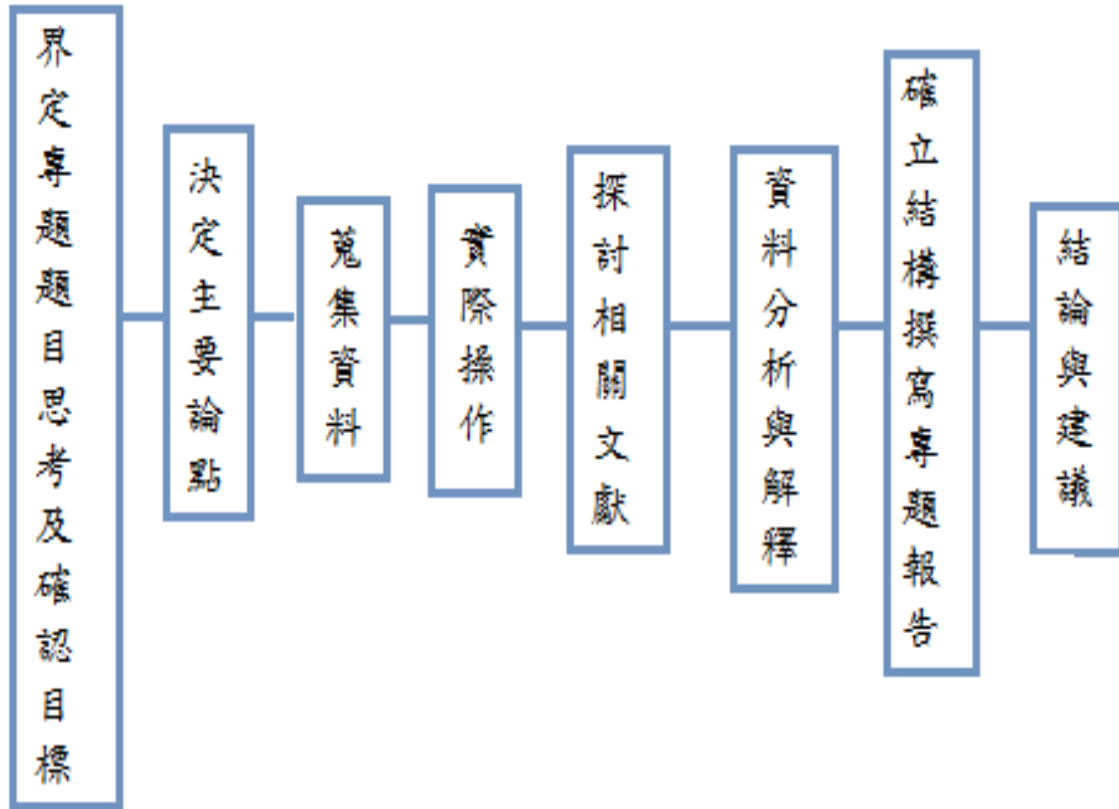 界定專題題目思考及確認目標
決定主要論點
蒐集資料
實際操作
探討相關文獻
資料分析與解釋
確立結構撰寫專題報告
結論與建議